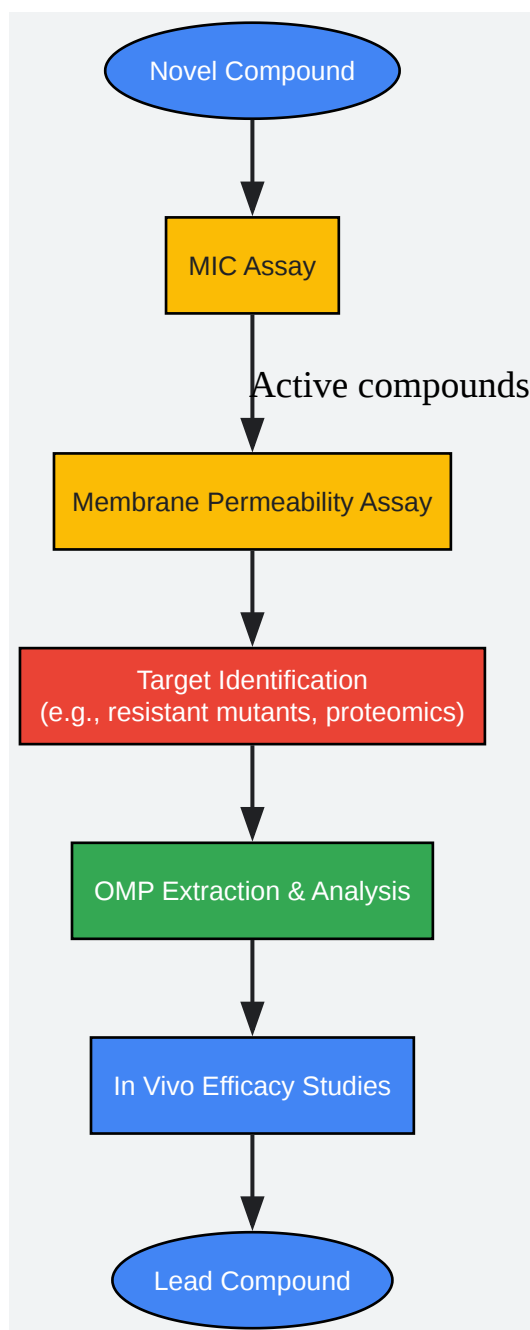 Novel Compound
MIC Assay
Active compounds
Membrane Permeability Assay
Target Identification
(e.g., resistant mutants, proteomics)
OMP Extraction & Analysis
In Vivo Efficacy Studies
Lead Compound